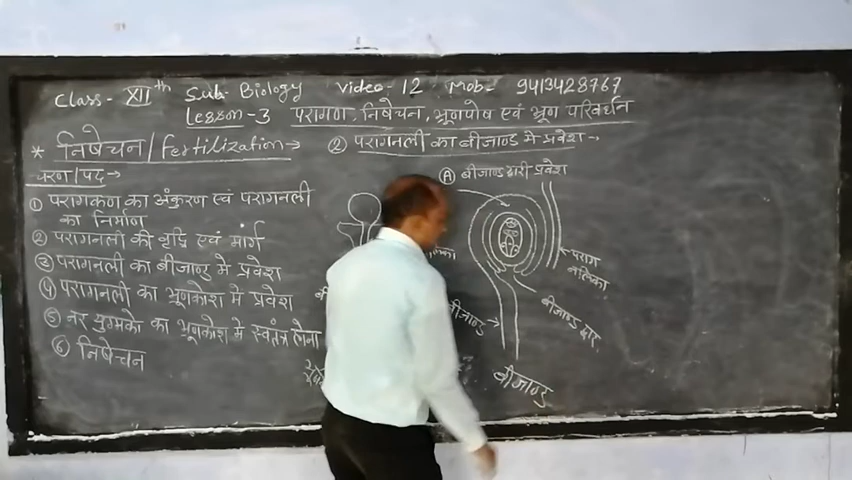 Class - XII th Sub- Biology Video - 12 Mob- 9413428767
Lesson-3 परागण, निषेचन, भ्रूणपोष एवं भ्रूण परिवर्धन
* निषेचन / Fertilization →
चरण/पद -
① परागकण का अंकुरण एवं परागनली
का निर्माण
② परागनली की वृद्धि एवं मार्ग
③ परागनली का बीजाण्ड मे प्रवेश
④ परागनली का भ्रूणकोश मे प्रवेश
⑤ नर युग्मको का भ्रूणकोश मे स्वतंत्र होना
⑥ निषेचन
② परागनली का बीजाण्ड मे प्रवेश →
Ⓐ बीजाण्ड द्वारी प्रवेश
पराग
नलिका
बीजाण्ड द्वार
बीजाण्ड
बीजाण्ड